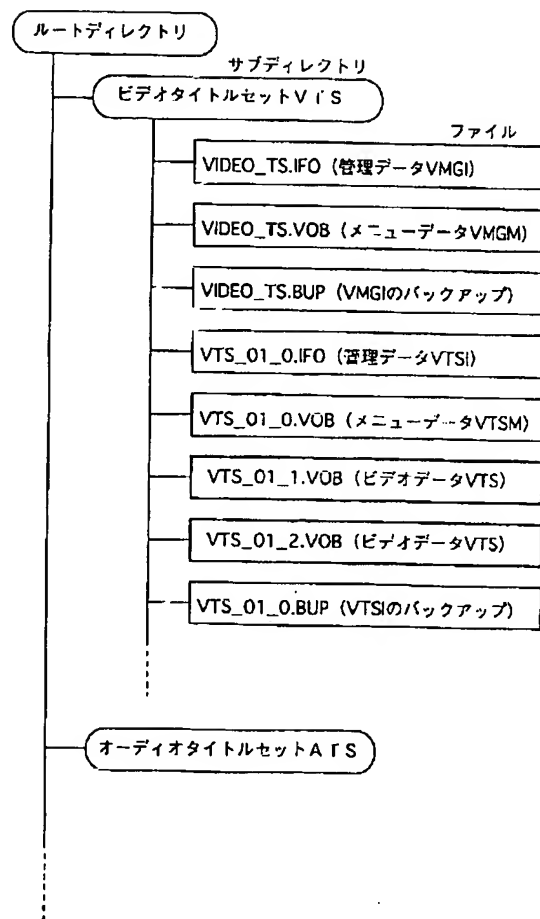 ルートディレクトリ
サブディレクトリ
ビデオタイトルセットVTS
ファイル
VIDEO_TS.IFO (管理データVMGI)
VIDEO_TS.VOB (メニューデータVMGM)
VIDEO_TS.BUP (VMGIのバックアップ)
VTS_01_0.IFO (管理データVTSI)
VTS_01_0.VOB (メニューデータVTSM)
VTS_01_1.VOB (ビデオデータVTS)
VTS_01_2.VOB (ビデオデータVTS)
VTS_01_0.BUP (VTSIのバックアップ)
オーディオタイトルセットATS